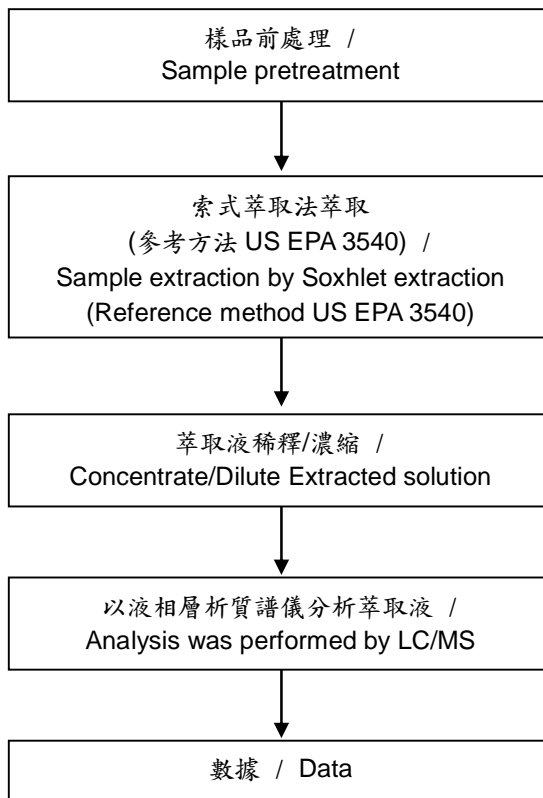 樣品前處理 /
Sample pretreatment
索式萃取法萃取
(參考方法 US EPA 3540) /
Sample extraction by Soxhlet extraction
(Reference method US EPA 3540)
萃取液稀釋/濃縮 /
Concentrate/Dilute Extracted solution
以液相層析質譜儀分析萃取液 /
Analysis was performed by LC/MS
數據 / Data